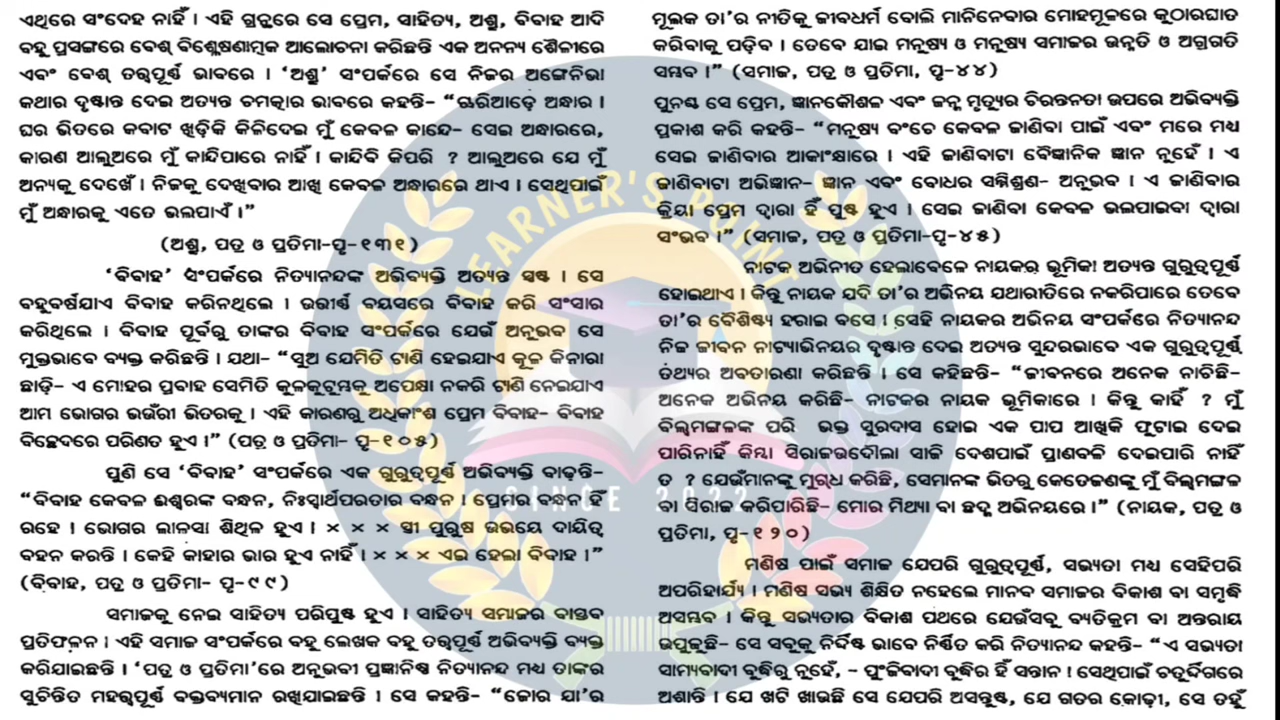 ଏଥିରେ ସଂଦେହ ନାହିଁ । ଏହି ଗ୍ରନ୍ଥରେ ସେ ପ୍ରେମ, ସାହିତ୍ୟ, ଅଶ୍ରୁ, ବିବାହ ଆଦି
ବହୁ ପ୍ରସଙ୍ଗରେ ବେଶ୍ ବିଶ୍ଳେଷଣାତ୍ମକ ଆଲୋଚନା କରିଛନ୍ତି ଏକ ଅନନ୍ୟ ଶୈଳୀରେ
ଏବଂ ବେଶ୍ ତତ୍ତ୍ୱପୂର୍ଣ୍ଣ ଭାବରେ । ‘ଅଶ୍ରୁ’ ସଂପର୍କରେ ସେ ନିଜର ଅଙ୍ଗେନିଭା
କଥାର ଦୃଷ୍ଟାନ୍ତ ଦେଇ ଅତ୍ୟନ୍ତ ଚମତ୍କାର ଭାବରେ କହନ୍ତି– “ଚାରିଆଡ଼େ ଅନ୍ଧାର ।
ଘର ଭିତରେ କବାଟ ଖିଡ଼ିକି କିଳିଦେଇ ମୁଁ କେବଳ କାନ୍ଦେ– ସେଇ ଅନ୍ଧାରରେ,
କାରଣ ଆଲୁଅରେ ମୁଁ କାନ୍ଦିପାରେ ନାହିଁ । କାନ୍ଦିବି କିପରି ? ଆଲୁଅରେ ଯେ ମୁଁ
ଅନ୍ୟକୁ ଦେଖେଁ । ନିଜକୁ ଦେଖିବାର ଆଖି କେବଳ ଅନ୍ଧାରରେ ଥାଏ । ସେଥିପାଇଁ
ମୁଁ ଅନ୍ଧାରକୁ ଏତେ ଭଲପାଏଁ ।”
(ଅଶ୍ରୁ, ପତ୍ର ଓ ପ୍ରତିମା-ପୃ-୧୩୧)
‘ବିବାହ’ ସଂପର୍କରେ ନିତ୍ୟାନନ୍ଦଙ୍କ ଅଭିବ୍ୟକ୍ତି ଅତ୍ୟନ୍ତ ସ୍ପଷ୍ଟ । ସେ
ବହୁବର୍ଷଯାଏ ବିବାହ କରିନଥିଲେ । ଉତ୍ତୀର୍ଣ୍ଣ ବୟସରେ ବିବାହ କରି ସଂସାର
କରିଥିଲେ । ବିବାହ ପୂର୍ବରୁ ତାଙ୍କର ବିବାହ ସଂପର୍କରେ ଯେଉଁ ଅନୁଭବ ସେ
ମୁକ୍ତଭାବେ ବ୍ୟକ୍ତ କରିଛନ୍ତି । ଯଥା– “ସୁଅ ଯେମିତି ଟାଣି ହେଇଯାଏ କୂଳ କିନାରା
ଛାଡ଼ି– ଏ ମୋହର ପ୍ରବାହ ସେମିତି କୁଳକୁଟୁମ୍ବକୁ ଅପେକ୍ଷା ନକରି ଟାଣି ନେଇଯାଏ
ଆମ ଭୋଗର ଭଉଁରୀ ଭିତରକୁ । ଏହି କାରଣରୁ ଅଧିକାଂଶ ପ୍ରେମ ବିବାହ– ବିବାହ
ବିଚ୍ଛେଦରେ ପରିଣତ ହୁଏ ।” (ପତ୍ର ଓ ପ୍ରତିମା- ପୃ-୧୦୫)
ପୁଣି ସେ ‘ବିବାହ’ ସଂପର୍କରେ ଏକ ଗୁରୁତ୍ୱପୂର୍ଣ୍ଣ ଅଭିବ୍ୟକ୍ତି ବାଢ଼ନ୍ତି–
“ବିବାହ କେବଳ ଈଶ୍ୱରଙ୍କ ବନ୍ଧନ, ନିଃସ୍ୱାର୍ଥପରତାର ବନ୍ଧନ । ପ୍ରେମର ବନ୍ଧନ ହିଁ
ରହେ । ଭୋଗର ଲାଳସା ଶିଥିଳ ହୁଏ । × × × ସ୍ତ୍ରୀ ପୁରୁଷ ଉଭୟେ ଦାୟିତ୍ୱ
ବହନ କରନ୍ତି । କେହି କାହାର ଭାର ହୁଏ ନାହିଁ । × × × ଏଇ ହେଲା ବିବାହ ।”
(ବିବାହ, ପତ୍ର ଓ ପ୍ରତିମା- ପୃ-୯୯)
ସମାଜକୁ ନେଇ ସାହିତ୍ୟ ପରିପୁଷ୍ଟ ହୁଏ । ସାହିତ୍ୟ ସମାଜର ବାସ୍ତବ
ପ୍ରତିଫଳନ । ଏହି ସମାଜ ସଂପର୍କରେ ବହୁ ଲେଖକ ବହୁ ତତ୍ତ୍ୱପୂର୍ଣ୍ଣ ଅଭିବ୍ୟକ୍ତି ବ୍ୟକ୍ତ
କରିଯାଇଛନ୍ତି । ‘ପତ୍ର ଓ ପ୍ରତିମା’ରେ ଅନୁଭବୀ ପ୍ରଜ୍ଞାନିଷ୍ଠ ନିତ୍ୟାନନ୍ଦ ମଧ୍ୟ ତାଙ୍କର
ସୁଚିନ୍ତିତ ମହତ୍ତ୍ୱପୂର୍ଣ୍ଣ ବକ୍ତବ୍ୟମାନ ରଖିଯାଇଛନ୍ତି । ସେ କହନ୍ତି– “ଜୋର ଯା’ର
ମୂଲକ ତା’ର ନୀତିକୁ ଜୀବଧର୍ମ ବୋଲି ମାନିନେବାର ମୋହମୂଳରେ କୁଠାରଘାତ
କରିବାକୁ ପଡ଼ିବ । ତେବେ ଯାଇ ମନୁଷ୍ୟ ଓ ମନୁଷ୍ୟ ସମାଜର ଉନ୍ନତି ଓ ଅଗ୍ରଗତି
ସମ୍ଭବ ।” (ସମାଜ, ପତ୍ର ଓ ପ୍ରତିମା, ପୃ-୪୪)
ପୁନଶ୍ଚ ସେ ପ୍ରେମ, ଜ୍ଞାନକୌଶଳ ଏବଂ ଜନ୍ମ ମୃତ୍ୟୁର ଚିରନ୍ତନତା ଉପରେ ଅଭିବ୍ୟକ୍ତି
ପ୍ରକାଶ କରି କହନ୍ତି– “ମନୁଷ୍ୟ ବଂଚେ କେବଳ ଜାଣିବା ପାଇଁ ଏବଂ ମରେ ମଧ୍ୟ
ସେଇ ଜାଣିବାର ଆକାଂକ୍ଷାରେ । ଏହି ଜାଣିବାଟା ବୈଜ୍ଞାନିକ ଜ୍ଞାନ ନୁହେଁ । ଏ
ଜାଣିବାଟା ଅଭିଜ୍ଞାନ– ଜ୍ଞାନ ଏବଂ ବୋଧର ସମ୍ମିଶ୍ରଣ– ଅନୁଭବ । ଏ ଜାଣିବାର
କ୍ରିୟା ପ୍ରେମ ଦ୍ୱାରା ହିଁ ପୁଷ୍ଟ ହୁଏ । ସେଇ ଜାଣିବା କେବଳ ଭଲପାଇବା ଦ୍ୱାରା
ସଂଭବ ।” (ସମାଜ, ପତ୍ର ଓ ପ୍ରତିମା-ପୃ-୪୫)
ନାଟକ ଅଭିନୀତ ହେଲାବେଳେ ନାୟକର ଭୂମିକା ଅତ୍ୟନ୍ତ ଗୁରୁତ୍ୱପୂର୍ଣ୍ଣ
ହୋଇଥାଏ । କିନ୍ତୁ ନାୟକ ଯଦି ତା’ର ଅଭିନୟ ଯଥାରୀତିରେ ନକରିପାରେ ତେବେ
ତା’ର ବୈଶିଷ୍ଟ୍ୟ ହରାଇ ବସେ । ସେହି ନାୟକର ଅଭିନୟ ସଂପର୍କରେ ନିତ୍ୟାନନ୍ଦ
ନିଜ ଜୀବନ ନାଟ୍ୟାଭିନୟର ଦୃଷ୍ଟାନ୍ତ ଦେଇ ଅତ୍ୟନ୍ତ ସୁନ୍ଦରଭାବେ ଏକ ଗୁରୁତ୍ୱପୂର୍ଣ୍ଣ
ତଥ୍ୟର ଅବତାରଣା କରିଛନ୍ତି । ସେ କହିଛନ୍ତି– “ଜୀବନରେ ଅନେକ ନାଚିଛି–
ଅନେକ ଅଭିନୟ କରିଛି– ନାଟକର ନାୟକ ଭୂମିକାରେ । କିନ୍ତୁ କାହିଁ ? ମୁଁ
ବିଲ୍ୱମଙ୍ଗଳଙ୍କ ପରି ଭକ୍ତ ସୁରଦାସ ହୋଇ ଏକ ପାପ ଆଖିକି ଫୁଟାଇ ଦେଇ
ପାରିନାହିଁ କିମ୍ବା ସିରାଜଉଦୌଲା ସାଜି ଦେଶପାଇଁ ପ୍ରାଣବଳି ଦେଇପାରି ନାହିଁ
ତ ? ଯେଉଁମାନଙ୍କୁ ମୁଗ୍ଧ କରିଛି, ସେମାନଙ୍କ ଭିତରୁ କେତେଜଣଙ୍କୁ ମୁଁ ବିଲ୍ୱମଙ୍ଗଳ
ବା ସିରାଜ କରିପାରିଛି– ମୋର ମିଥ୍ୟା ବା ଛଦ୍ମ ଅଭିନୟରେ ।” (ନାୟକ, ପତ୍ର ଓ
ପ୍ରତିମା, ପୃ-୧୨୦)
ମଣିଷ ପାଇଁ ସମାଜ ଯେପରି ଗୁରୁତ୍ୱପୂର୍ଣ୍ଣ, ସଭ୍ୟତା ମଧ୍ୟ ସେହିପରି
ଅପରିହାର୍ଯ୍ୟ । ମଣିଷ ସଭ୍ୟ ଶିକ୍ଷିତ ନହେଲେ ମାନବ ସମାଜର ବିକାଶ ବା ସମୃଦ୍ଧି
ଅସମ୍ଭବ । କିନ୍ତୁ ସଭ୍ୟତାର ବିକାଶ ପଥରେ ଯେଉଁସବୁ ବ୍ୟତିକ୍ରମ ବା ଅନ୍ତରାୟ
ଉପୁଜୁଛି– ସେ ସବୁକୁ ନିର୍ଦ୍ଦିଷ୍ଟ ଭାବେ ନିର୍ଣ୍ଣିତ କରି ନିତ୍ୟାନନ୍ଦ କହନ୍ତି– “ଏ ସଭ୍ୟତା
ସାମ୍ୟବାଦୀ ବୁଦ୍ଧିର ନୁହେଁ, – ପୁଂଜିବାଦୀ ବୁଦ୍ଧିର ହିଁ ସନ୍ତାନ । ସେଥିପାଇଁ ଚତୁର୍ଦ୍ଦିଗରେ
ଅଶାନ୍ତି । ଯେ ଖଟି ଖାଉଛି ସେ ଯେପରି ଅସନ୍ତୁଷ୍ଟ, ଯେ ଗଡର କୋଢ଼ୀ, ସେ ତହୁଁ
LEARNER'S POINT
SINCE 2022